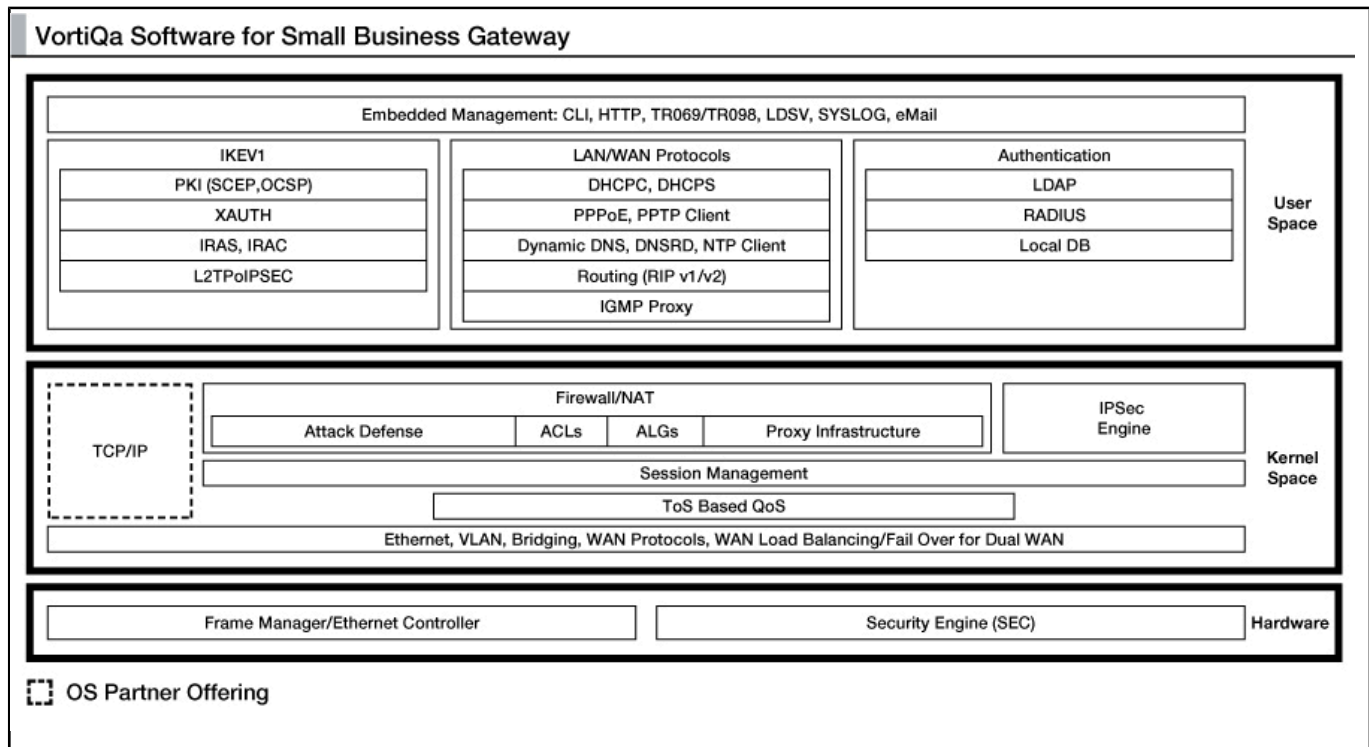 VortiQa Software for Small Business Gateway
Embedded Management: CLI, HTTP, TR069/TR098, LDSV, SYSLOG, eMail
IKEV1
PKI (SCEP,OCSP)
XAUTH
IRAS, IRAC
L2TPoIPSEC
LAN/WAN Protocols
DHCPC, DHCPS
PPPoE, PPTP Client
Dynamic DNS, DNSRD, NTP Client
Routing (RIP v1/v2)
IGMP Proxy
Authentication
LDAP
RADIUS
Local DB
User
Space
TCP/IP
Firewall/NAT
Attack Defense
ACLs
ALGs
Proxy Infrastructure
IPSec
Engine
Session Management
ToS Based QoS
Ethernet, VLAN, Bridging, WAN Protocols, WAN Load Balancing/Fail Over for Dual WAN
Kernel
Space
Frame Manager/Ethernet Controller
Security Engine (SEC)
Hardware
OS Partner Offering